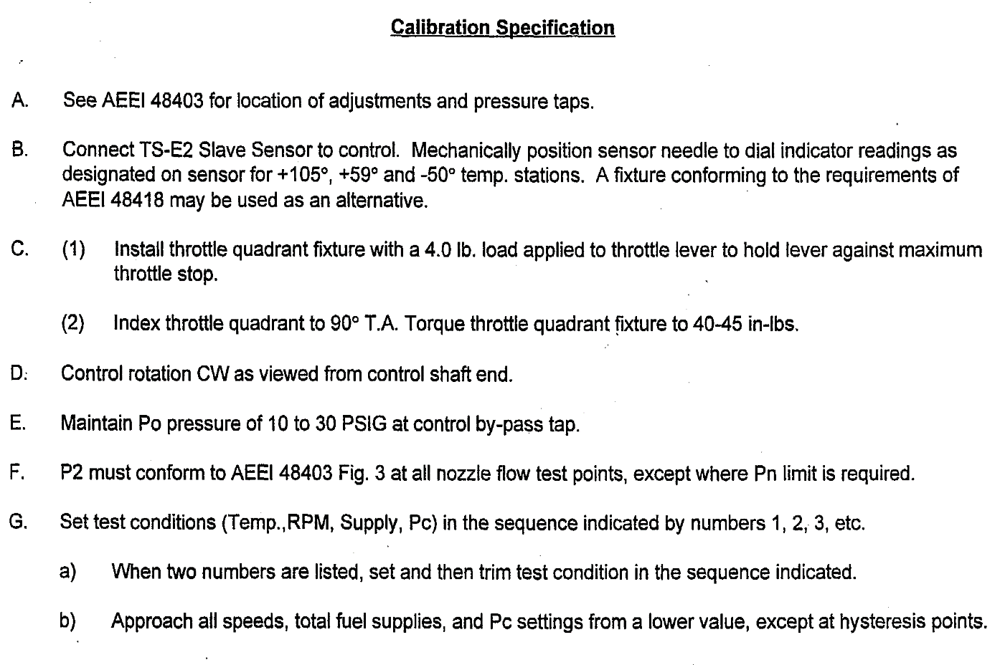 Calibration Specification
A. See AEEI 48403 for location of adjustments and pressure taps.
B. Connect TS-E2 Slave Sensor to control. Mechanically position sensor needle to dial indicator readings as
designated on sensor for +105º, +59º and -50º temp. stations. A fixture conforming to the requirements of
AEEI 48418 may be used as an alternative.
C. (1) Install throttle quadrant fixture with a 4.0 lb. load applied to throttle lever to hold lever against maximum
throttle stop.
(2) Index throttle quadrant to 90º T.A. Torque throttle quadrant fixture to 40-45 in-lbs.
D. Control rotation CW as viewed from control shaft end.
E. Maintain Po pressure of 10 to 30 PSIG at control by-pass tap.
F. P2 must conform to AEEI 48403 Fig. 3 at all nozzle flow test points, except where Pn limit is required.
G. Set test conditions (Temp.,RPM, Supply, Pc) in the sequence indicated by numbers 1, 2, 3, etc.
a) When two numbers are listed, set and then trim test condition in the sequence indicated.
b) Approach all speeds, total fuel supplies, and Pc settings from a lower value, except at hysteresis points.